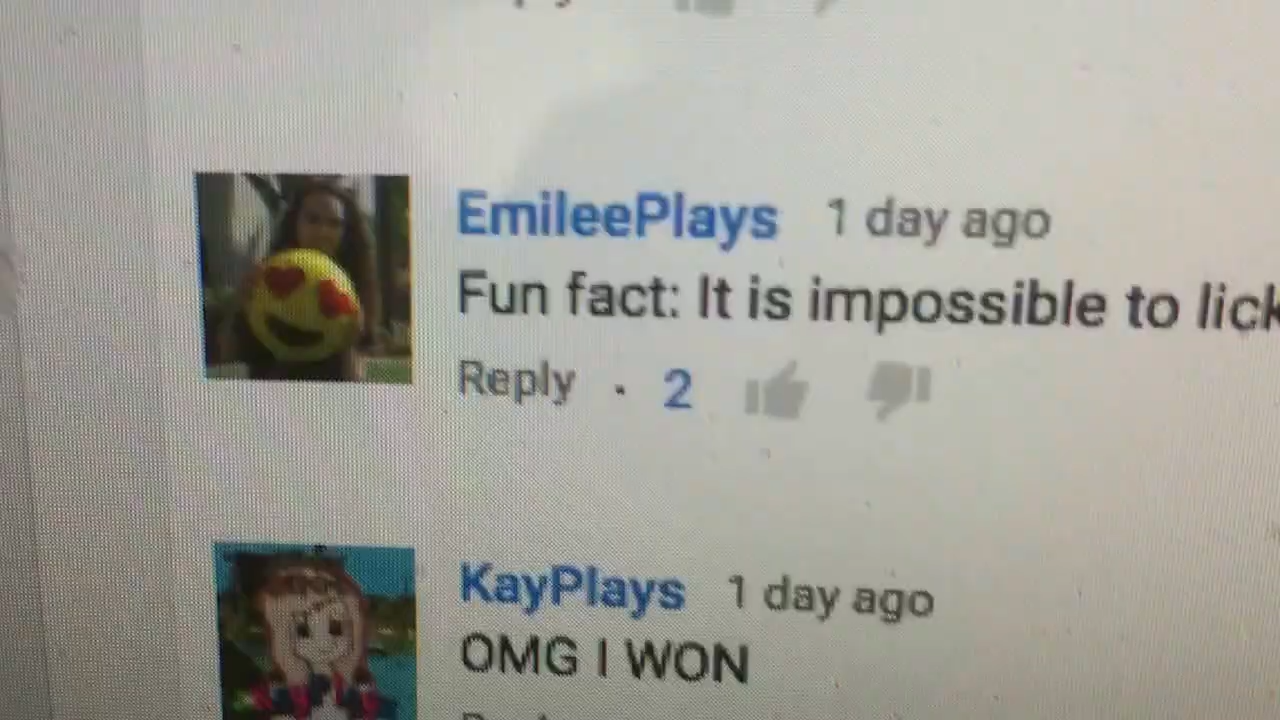 EmileePlays 1 day ago
Fun fact: It is impossible to lick
Reply · 2
KayPlays 1 day ago
OMG I WON